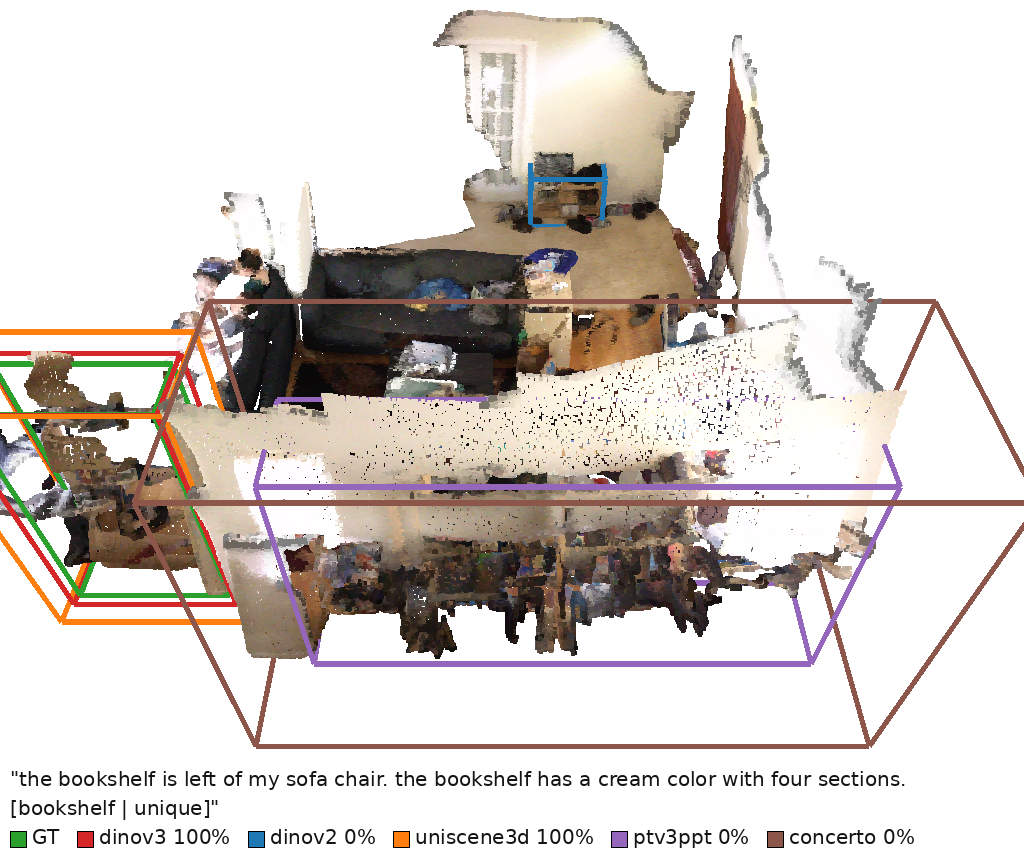 "the bookshelf is left of my sofa chair. the bookshelf has a cream color with four sections.
[bookshelf | unique]"
GT dinov3 100% dinov2 0% uniscene3d 100% ptv3ppt 0% concerto 0%